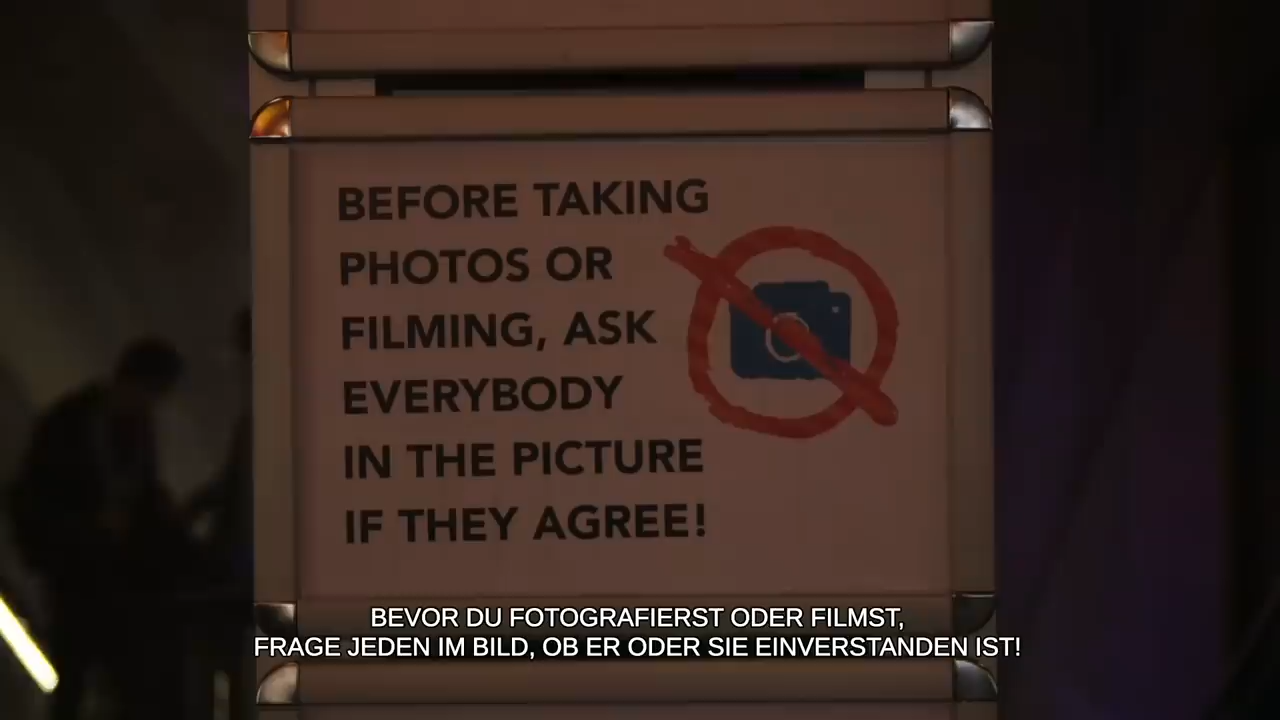 BEFORE TAKING
PHOTOS OR
FILMING, ASK
EVERYBODY
IN THE PICTURE
IF THEY AGREE!
BEVOR DU FOTOGRAFIERST ODER FILMST,
FRAGE JEDEN IM BILD, OB ER ODER SIE EINVERSTANDEN IST!